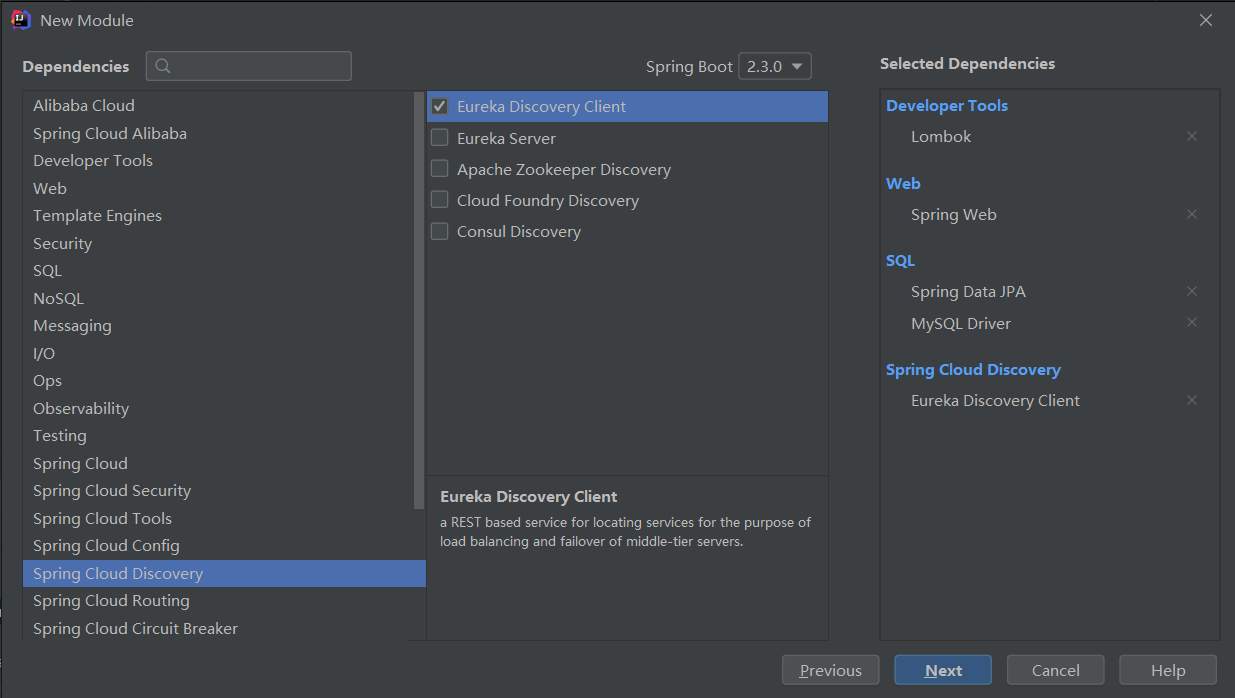 New Module
Dependencies
Spring Boot 2.3.0
Selected Dependencies
Alibaba Cloud
Spring Cloud Alibaba
Developer Tools
Web
Template Engines
Security
SQL
NoSQL
Messaging
I/O
Ops
Observability
Testing
Spring Cloud
Spring Cloud Security
Spring Cloud Tools
Spring Cloud Config
Spring Cloud Discovery
Spring Cloud Routing
Spring Cloud Circuit Breaker
Eureka Discovery Client
Eureka Server
Apache Zookeeper Discovery
Cloud Foundry Discovery
Consul Discovery
Eureka Discovery Client
a REST based service for locating services for the purpose of
load balancing and failover of middle-tier servers.
Developer Tools
Lombok
Web
Spring Web
SQL
Spring Data JPA
MySQL Driver
Spring Cloud Discovery
Eureka Discovery Client
Previous
Next
Cancel
Help